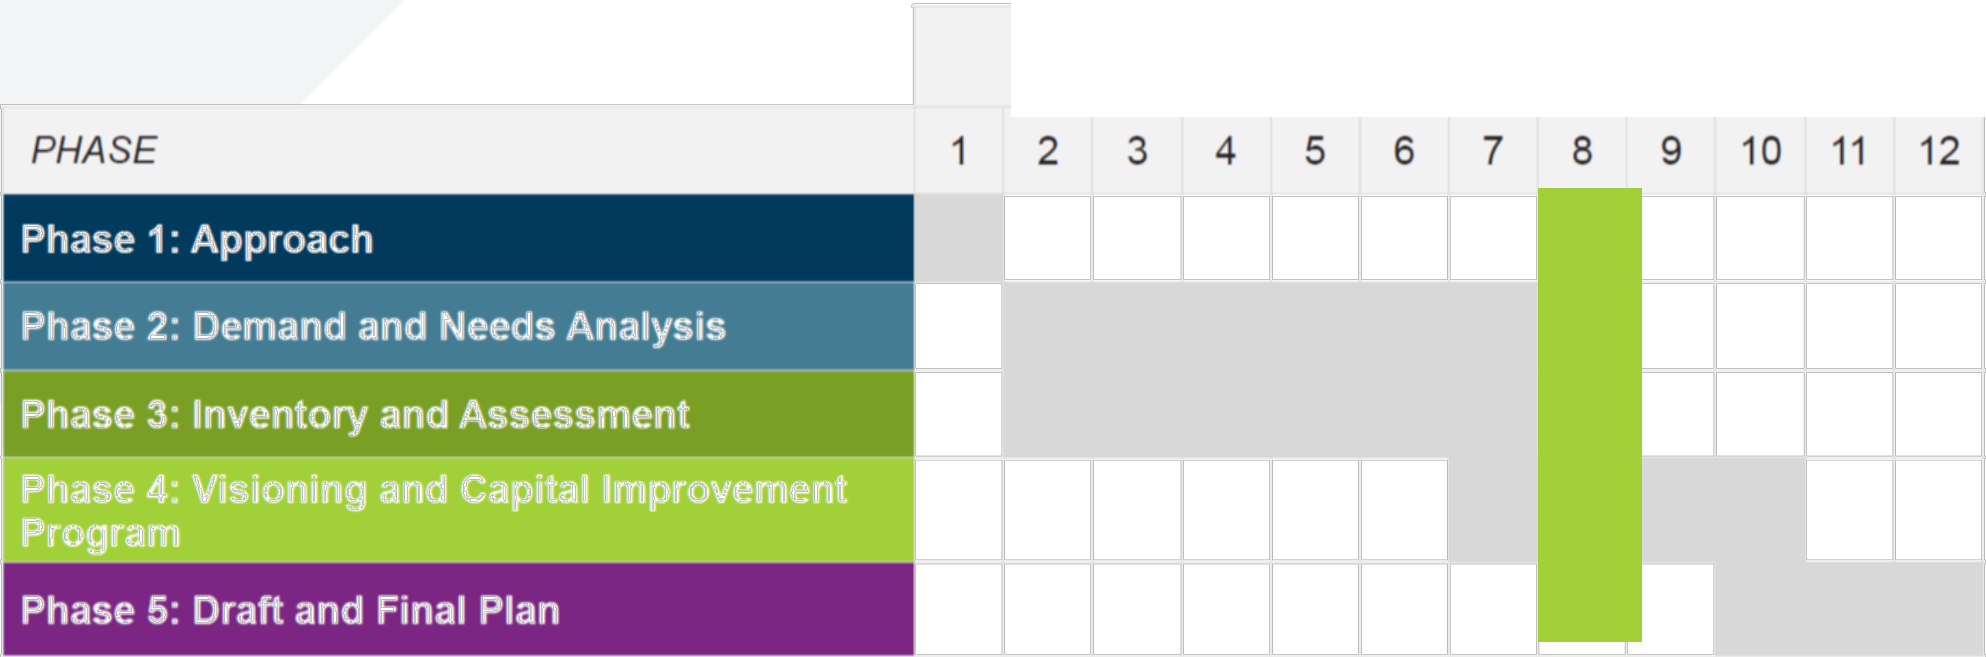 PHASE 1 2 3 4 5 6 7 8 9 10 11 12
Phase 1: Approach
Phase 2: Demand and Needs Analysis
Phase 3: Inventory and Assessment
Phase 4: Visioning and Capital Improvement
Program
Phase 5: Draft and Final Plan